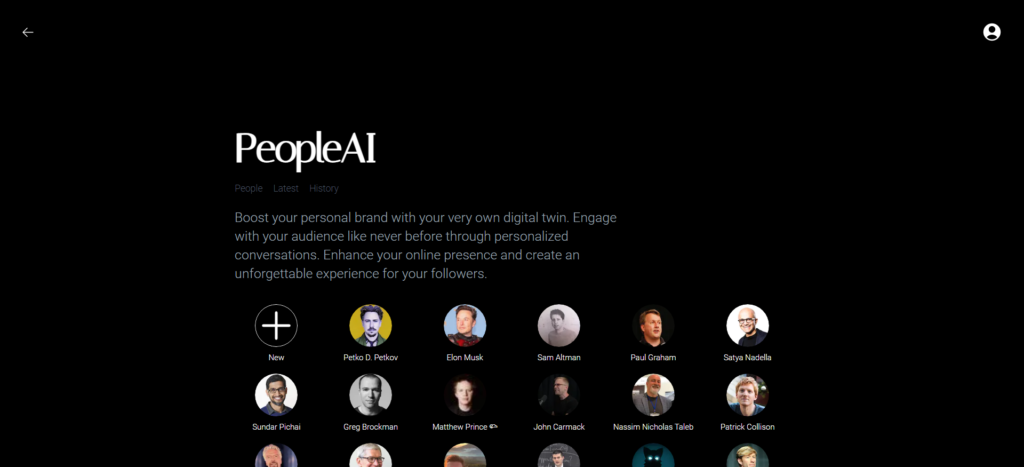 PeopleAI
People Latest History
Boost your personal brand with your very own digital twin. Engage
with your audience like never before through personalized
conversations. Enhance your online presence and create an
unforgettable experience for your followers.
New Petko D. Petkov Elon Musk Sam Altman Paul Graham Satya Nadella
Sundar Pichai Greg Brockman Matthew Prince John Carmack Nassim Nicholas Taleb Patrick Collison